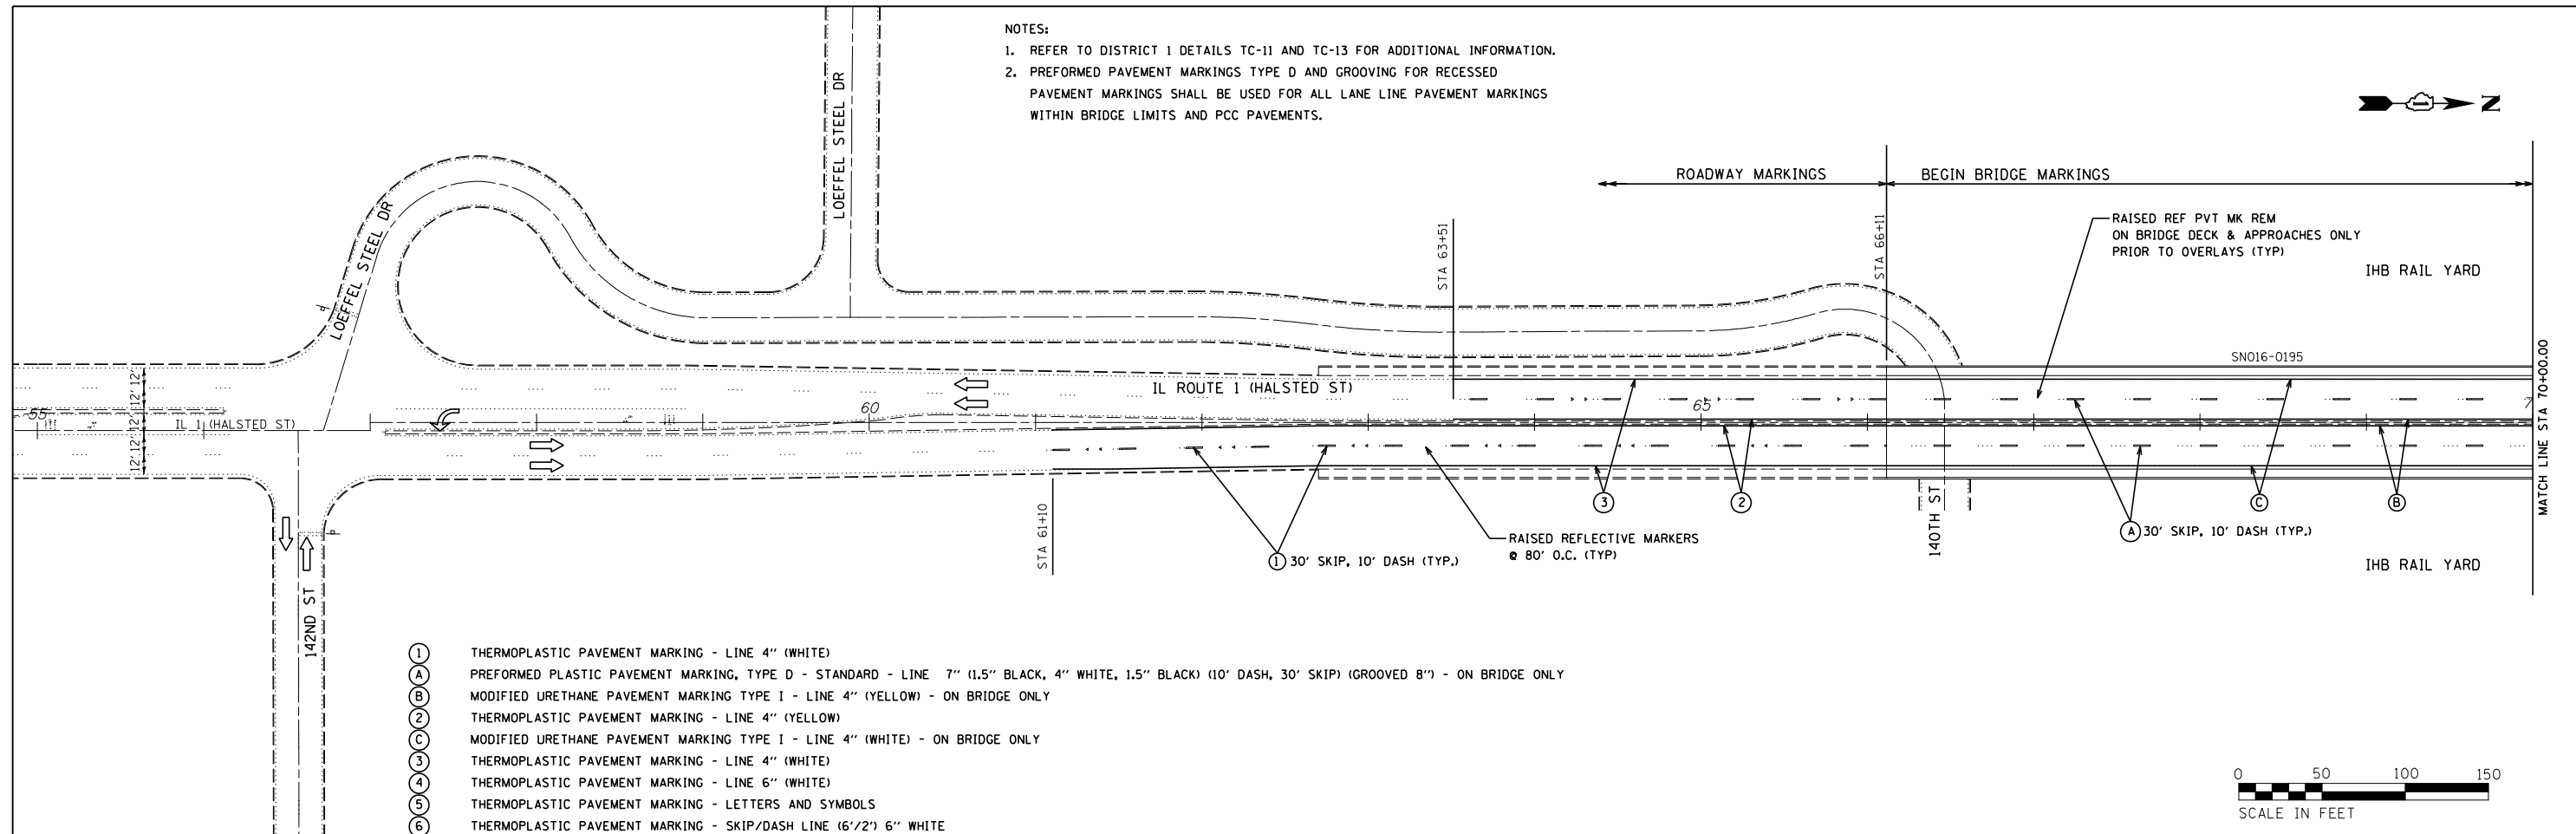 NOTES:
1. REFER TO DISTRICT 1 DETAILS TC-11 AND TC-13 FOR ADDITIONAL INFORMATION.
2. PREFORMED PAVEMENT MARKINGS TYPE D AND GROOVING FOR RECESSED
PAVEMENT MARKINGS SHALL BE USED FOR ALL LANE LINE PAVEMENT MARKINGS
WITHIN BRIDGE LIMITS AND PCC PAVEMENTS.
N
LOEFFEL STEEL DR
LOEFFEL STEEL DR
ROADWAY MARKINGS
BEGIN BRIDGE MARKINGS
STA 63+51
STA 66+11
RAISED REF PVT MK REM
ON BRIDGE DECK & APPROACHES ONLY
PRIOR TO OVERLAYS (TYP)
IHB RAIL YARD
SN016-0195
MATCH LINE STA 70+00.00
12' 12' 12' 12' 12'
IL ROUTE 1 (HALSTED ST)
55
60
65
7
IL 1 (HALSTED ST)
3
2
C
B
STA 61+10
1 30' SKIP, 10' DASH (TYP.)
RAISED REFLECTIVE MARKERS
@ 80' O.C. (TYP)
140TH ST
A 30' SKIP, 10' DASH (TYP.)
IHB RAIL YARD
142ND ST
1 THERMOPLASTIC PAVEMENT MARKING - LINE 4'' (WHITE)
A PREFORMED PLASTIC PAVEMENT MARKING, TYPE D - STANDARD - LINE 7'' (1.5'' BLACK, 4'' WHITE, 1.5'' BLACK) (10' DASH, 30' SKIP) (GROOVED 8'') - ON BRIDGE ONLY
B MODIFIED URETHANE PAVEMENT MARKING TYPE I - LINE 4'' (YELLOW) - ON BRIDGE ONLY
2 THERMOPLASTIC PAVEMENT MARKING - LINE 4'' (YELLOW)
C MODIFIED URETHANE PAVEMENT MARKING TYPE I - LINE 4'' (WHITE) - ON BRIDGE ONLY
3 THERMOPLASTIC PAVEMENT MARKING - LINE 4'' (WHITE)
4 THERMOPLASTIC PAVEMENT MARKING - LINE 6'' (WHITE)
5 THERMOPLASTIC PAVEMENT MARKING - LETTERS AND SYMBOLS
6 THERMOPLASTIC PAVEMENT MARKING - SKIP/DASH LINE (6'/2') 6'' WHITE
0 50 100 150
SCALE IN FEET